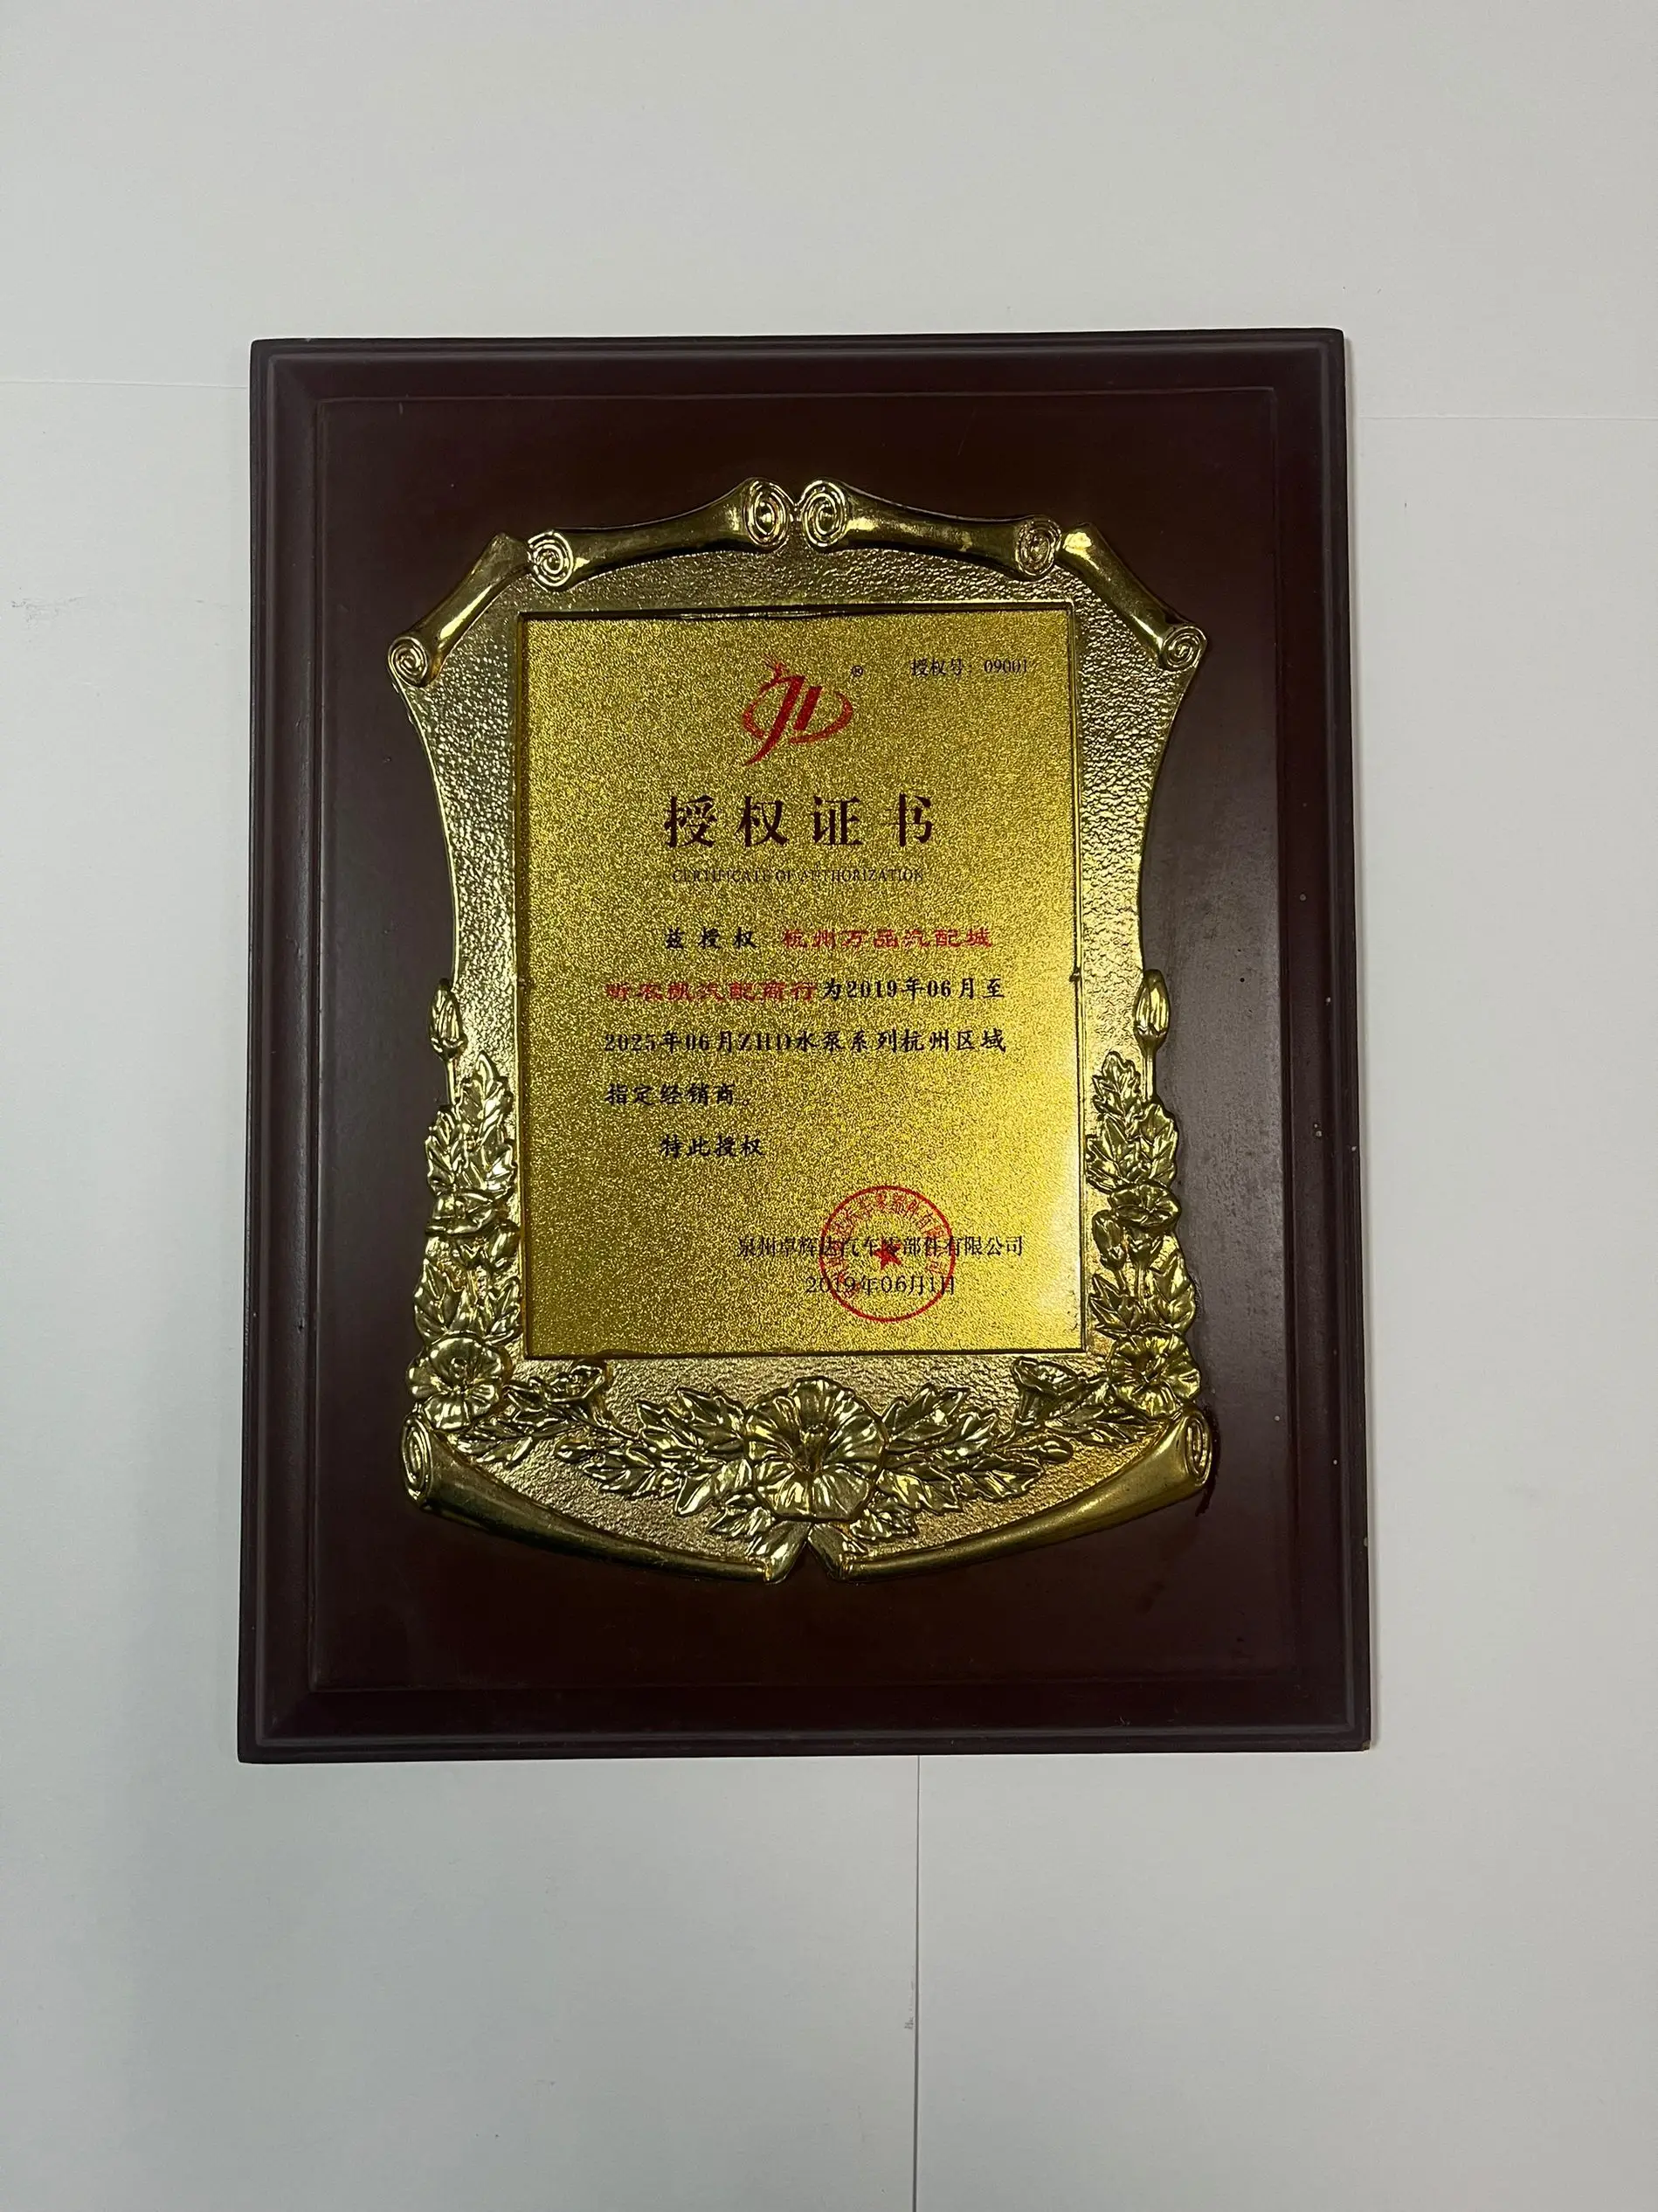 授权号：09001
®
授权证书
CERTIFICATE OF AUTHORIZATION
兹授权 杭州万品汽配城
昕农凯汽配商行为2019年06月至
2025年06月ZHD水泵系列杭州区域
指定经销商。
特此授权
泉州卓辉达汽车零部件有限公司
2019年06月1日